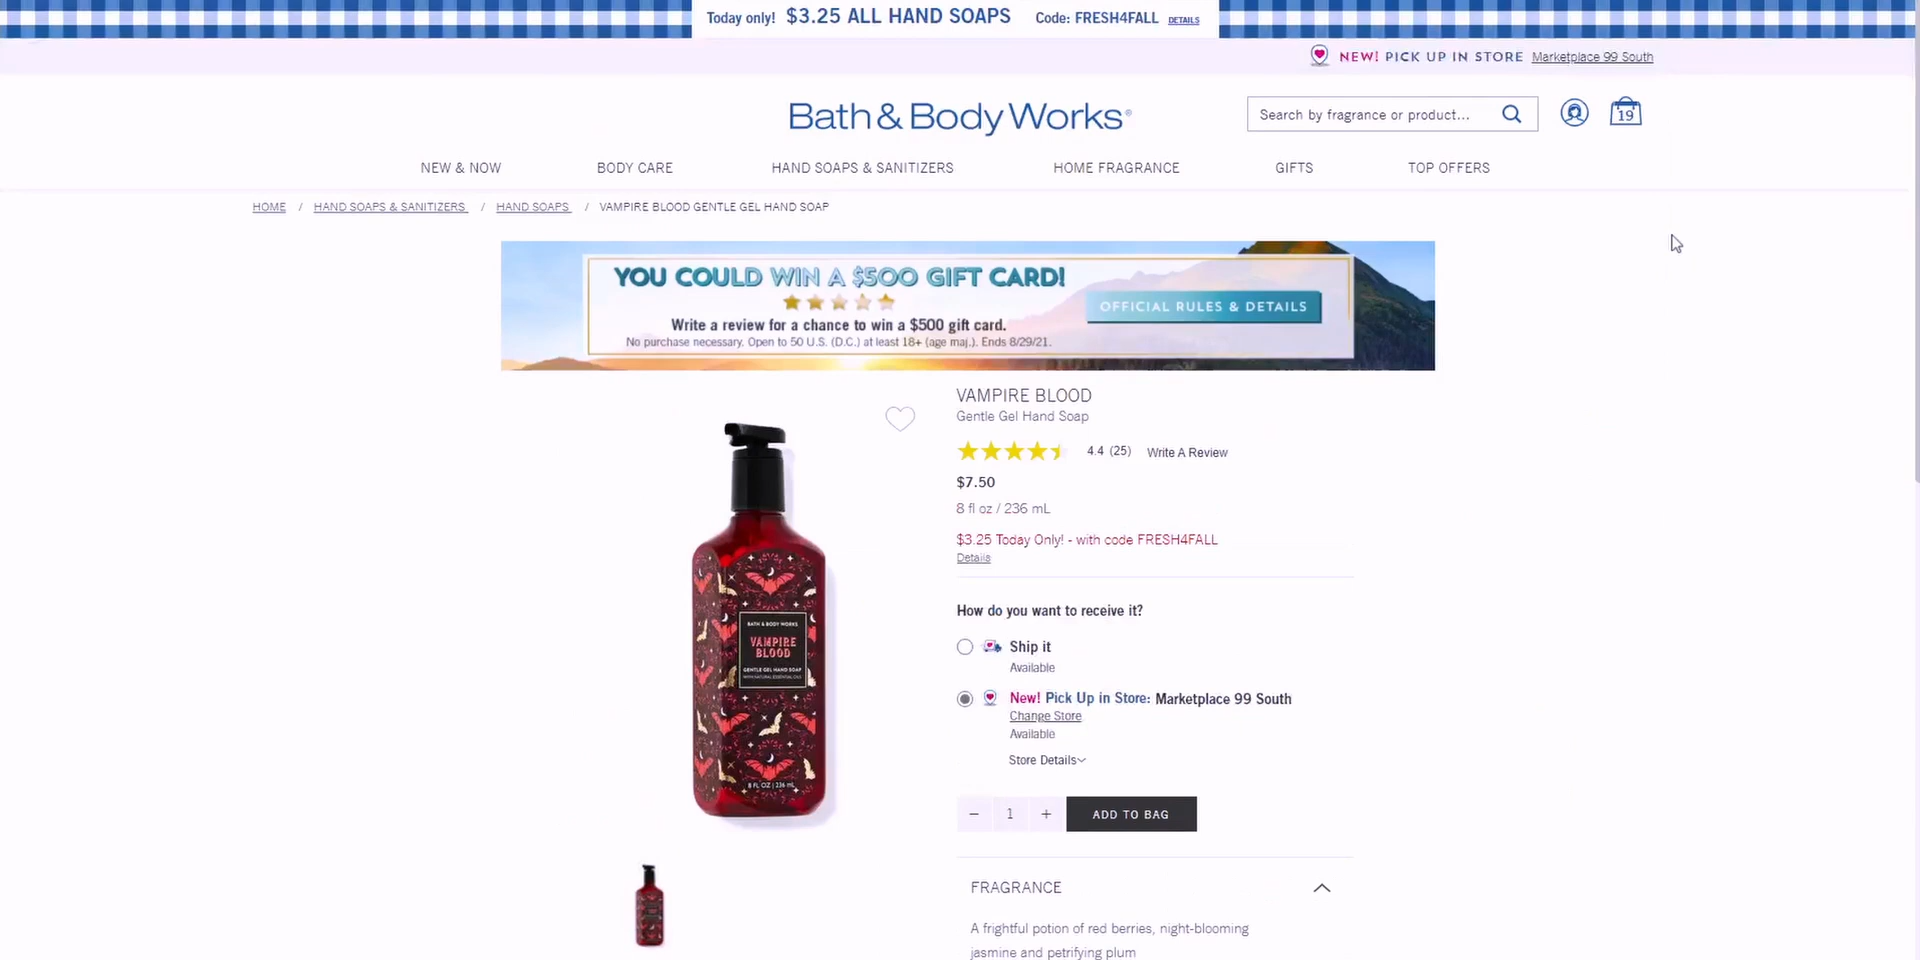 Today only! $3.25 ALL HAND SOAPS Code: FRESH4FALL DETAILS
NEW! PICK UP IN STORE Marketplace 99 South
Bath & Body Works®
Search by fragrance or product...
19
NEW & NOW BODY CARE HAND SOAPS & SANITIZERS HOME FRAGRANCE GIFTS TOP OFFERS
HOME / HAND SOAPS & SANITIZERS / HAND SOAPS / VAMPIRE BLOOD GENTLE GEL HAND SOAP
YOU COULD WIN A $500 GIFT CARD!
Write a review for a chance to win a $500 gift card.
No purchase necessary. Open to 50 U.S. (D.C.) at least 18+ (age maj.). Ends 8/29/21.
OFFICIAL RULES & DETAILS
VAMPIRE BLOOD
Gentle Gel Hand Soap
4.4 (25) Write A Review
$7.50
8 fl oz / 236 mL
$3.25 Today Only! - with code FRESH4FALL
Details
How do you want to receive it?
Ship it
Available
New! Pick Up in Store: Marketplace 99 South
Change Store
Available
Store Details
− 1 + ADD TO BAG
FRAGRANCE
A frightful potion of red berries, night-blooming
jasmine and petrifying plum
BATH & BODY WORKS
VAMPIRE
BLOOD
GENTLE GEL HAND SOAP
WITH NATURAL ESSENTIAL OILS
8 FL OZ | 236 mL